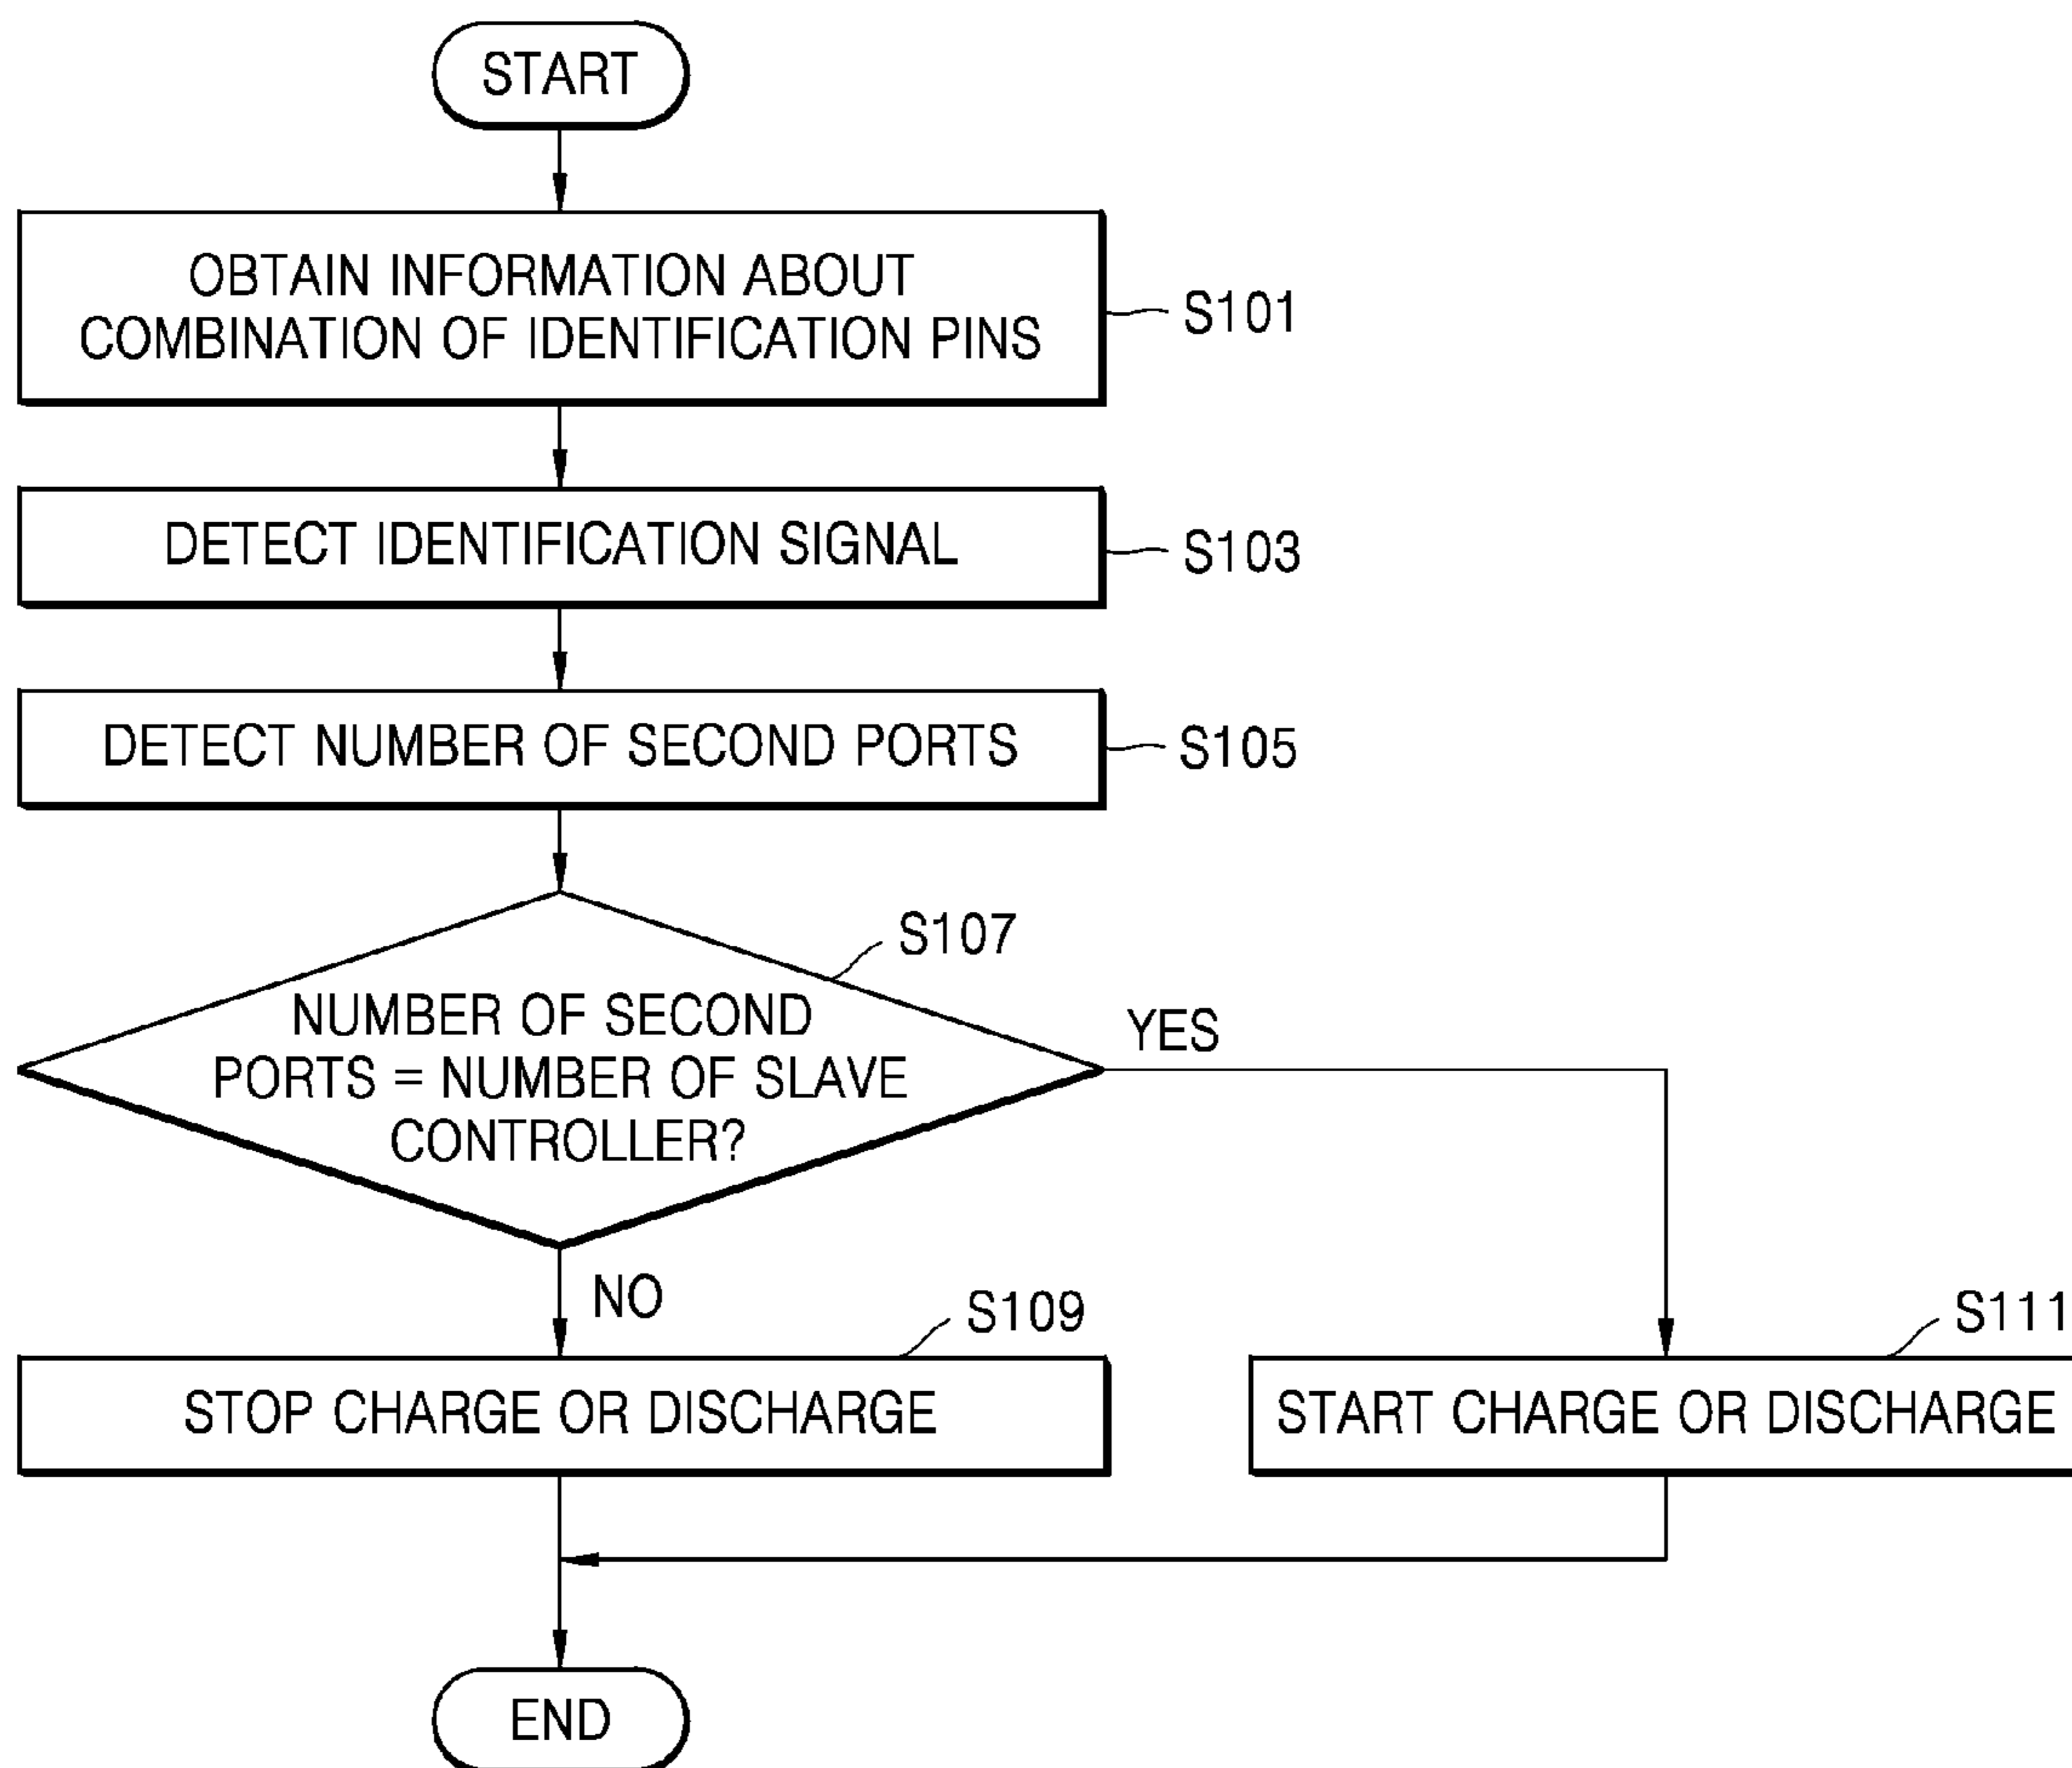 START
OBTAIN INFORMATION ABOUT
COMBINATION OF IDENTIFICATION PINS
S101
DETECT IDENTIFICATION SIGNAL
S103
DETECT NUMBER OF SECOND PORTS
S105
S107
NUMBER OF SECOND
PORTS = NUMBER OF SLAVE
CONTROLLER?
YES
NO
S109
STOP CHARGE OR DISCHARGE
S111
START CHARGE OR DISCHARGE
END